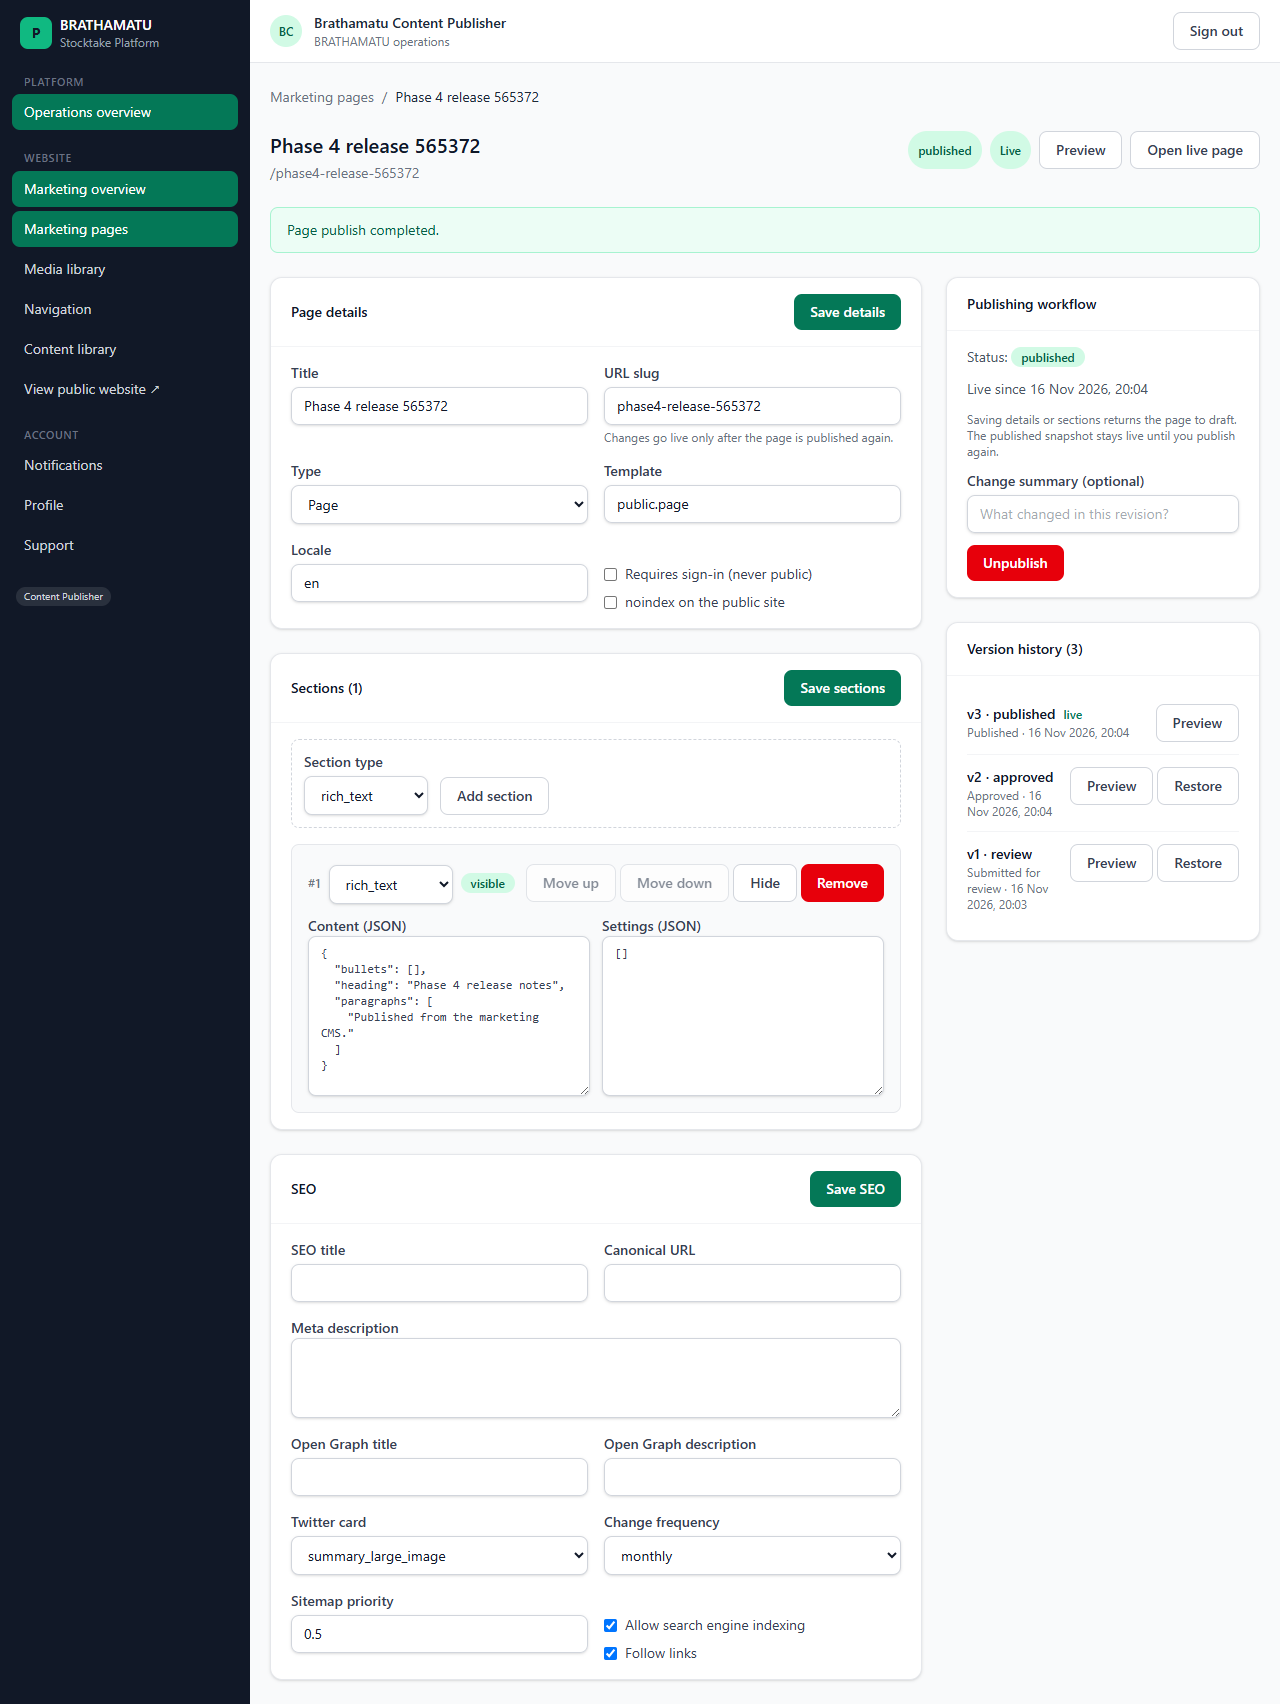 P
BRATHAMATU
Stocktake Platform
PLATFORM
Operations overview
WEBSITE
Marketing overview
Marketing pages
Media library
Navigation
Content library
View public website ↗
ACCOUNT
Notifications
Profile
Support
Content Publisher
BC
Brathamatu Content Publisher
BRATHAMATU operations
Sign out
Marketing pages / Phase 4 release 565372
Phase 4 release 565372
/phase4-release-565372
published
Live
Preview
Open live page
Page publish completed.
Page details
Save details
Title
Phase 4 release 565372
URL slug
phase4-release-565372
Changes go live only after the page is published again.
Type
Page
Template
public.page
Locale
en
Requires sign-in (never public)
noindex on the public site
Sections (1)
Save sections
Section type
rich_text
Add section
#1
rich_text
visible
Move up
Move down
Hide
Remove
Content (JSON)
{
"bullets": [],
"heading": "Phase 4 release notes",
"paragraphs": [
"Published from the marketing
CMS."
]
}
Settings (JSON)
[]
SEO
Save SEO
SEO title
Canonical URL
Meta description
Open Graph title
Open Graph description
Twitter card
summary_large_image
Change frequency
monthly
Sitemap priority
0.5
Allow search engine indexing
Follow links
Publishing workflow
Status: published
Live since 16 Nov 2026, 20:04
Saving details or sections returns the page to draft.
The published snapshot stays live until you publish
again.
Change summary (optional)
What changed in this revision?
Unpublish
Version history (3)
v3 · published live
Published · 16 Nov 2026, 20:04
Preview
v2 · approved
Approved · 16
Nov 2026, 20:04
Preview
Restore
v1 · review
Submitted for
review · 16 Nov
2026, 20:03
Preview
Restore